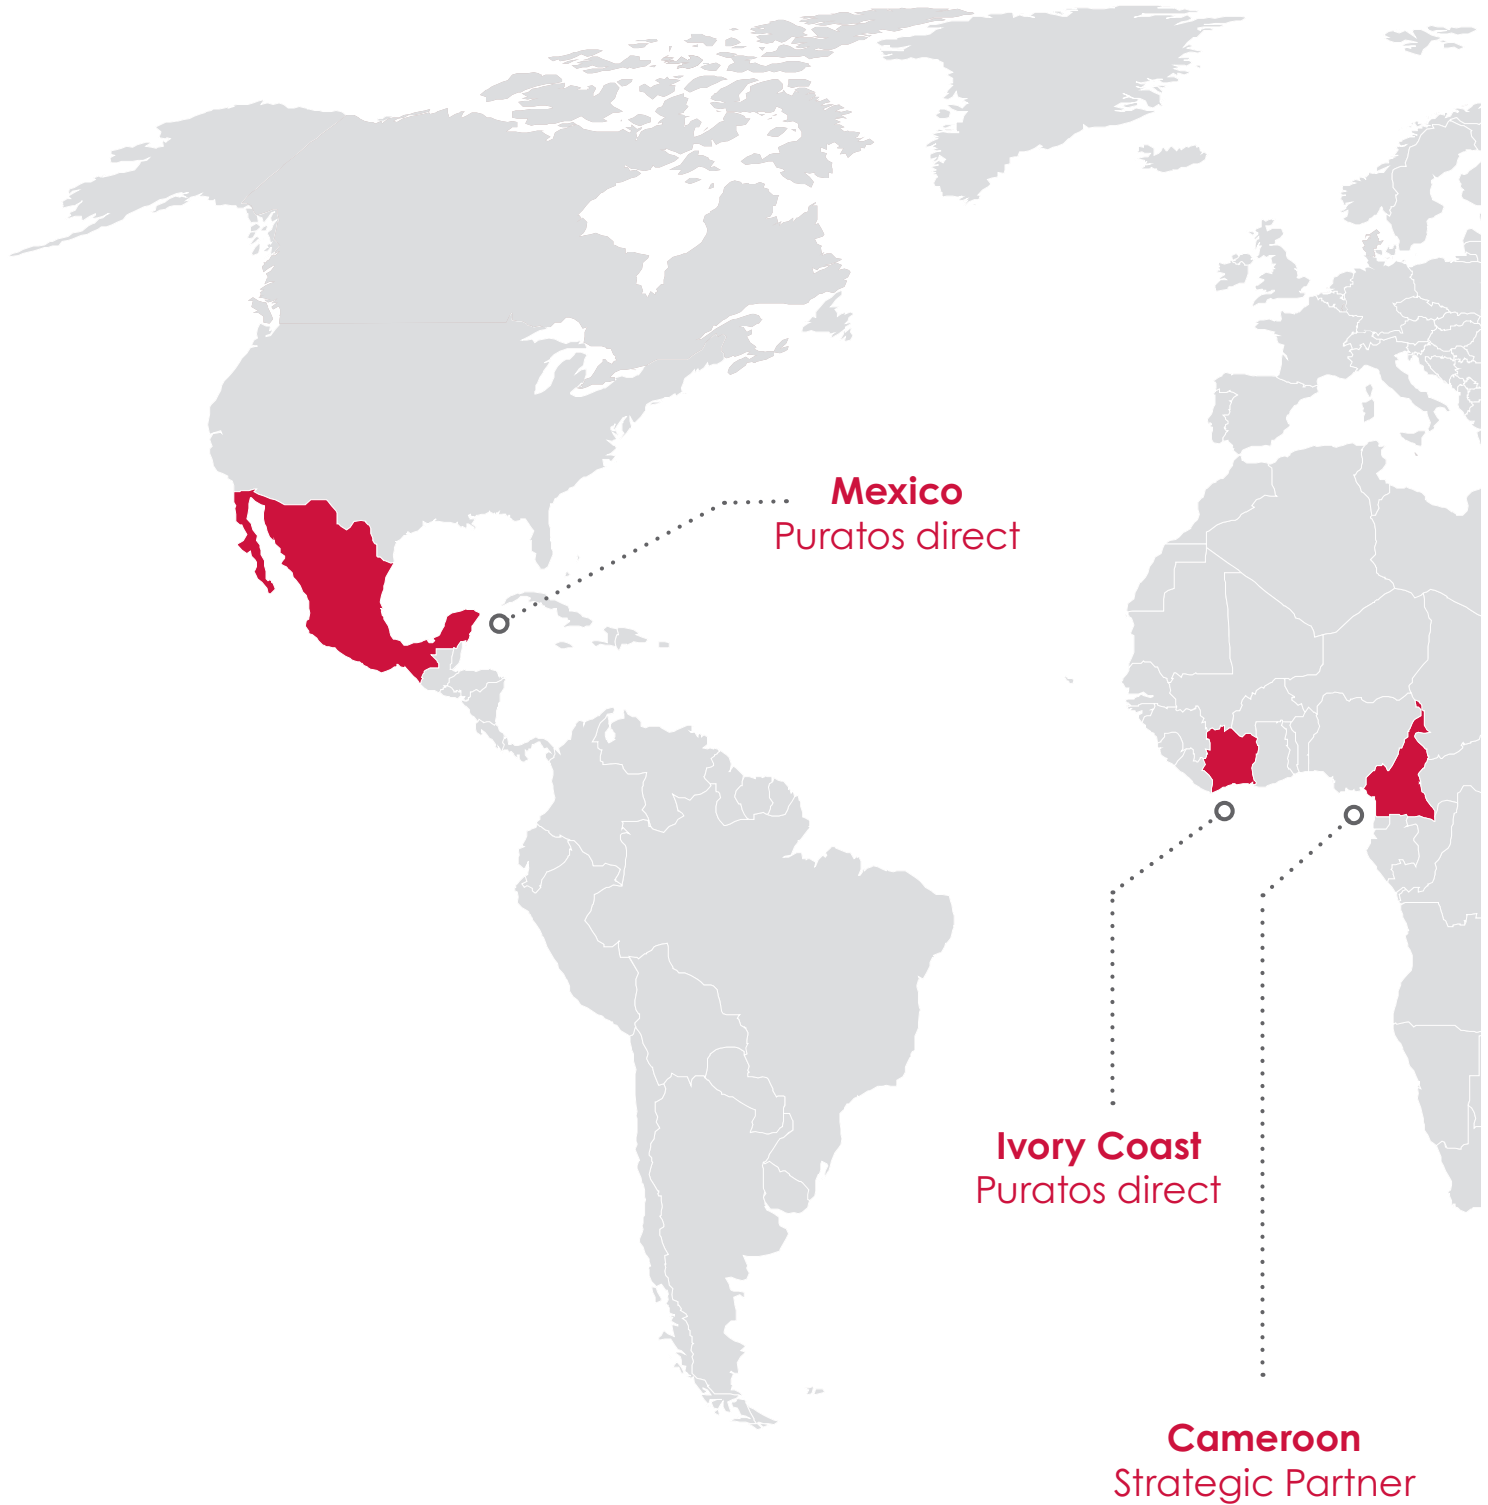 Mexico
Puratos direct
Ivory Coast
Puratos direct
Cameroon
Strategic Partner